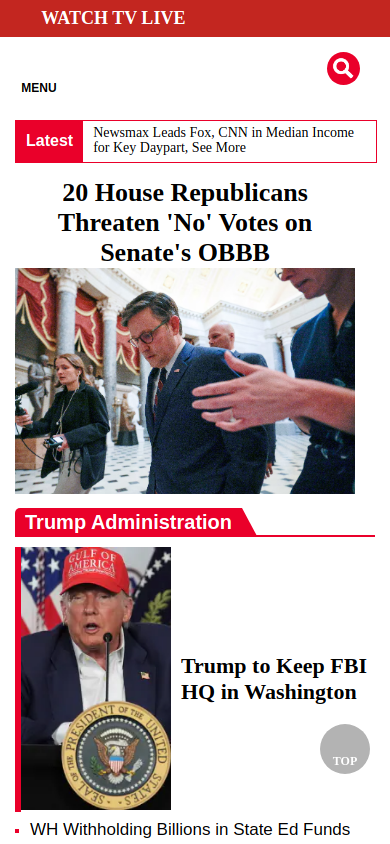 WATCH TV LIVE
MENU
Latest
Newsmax Leads Fox, CNN in Median Income
for Key Daypart, See More
20 House Republicans
Threaten 'No' Votes on
Senate's OBBB
Trump Administration
GULF OF
AMERICA
Trump to Keep FBI
HQ in Washington
SEAL OF THE PRESIDENT OF THE UNITED STATES
TOP
WH Withholding Billions in State Ed Funds